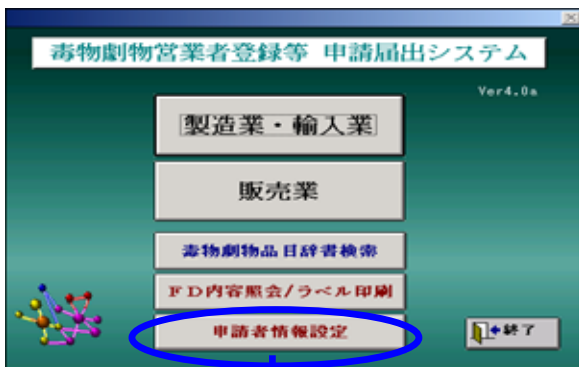 毒物劇物営業者登録等 申請届出システム
Ver4.0a
製造業・輸入業
販売業
毒物劇物品目辞書検索
FD内容照会/ラベル印刷
申請者情報設定
終了